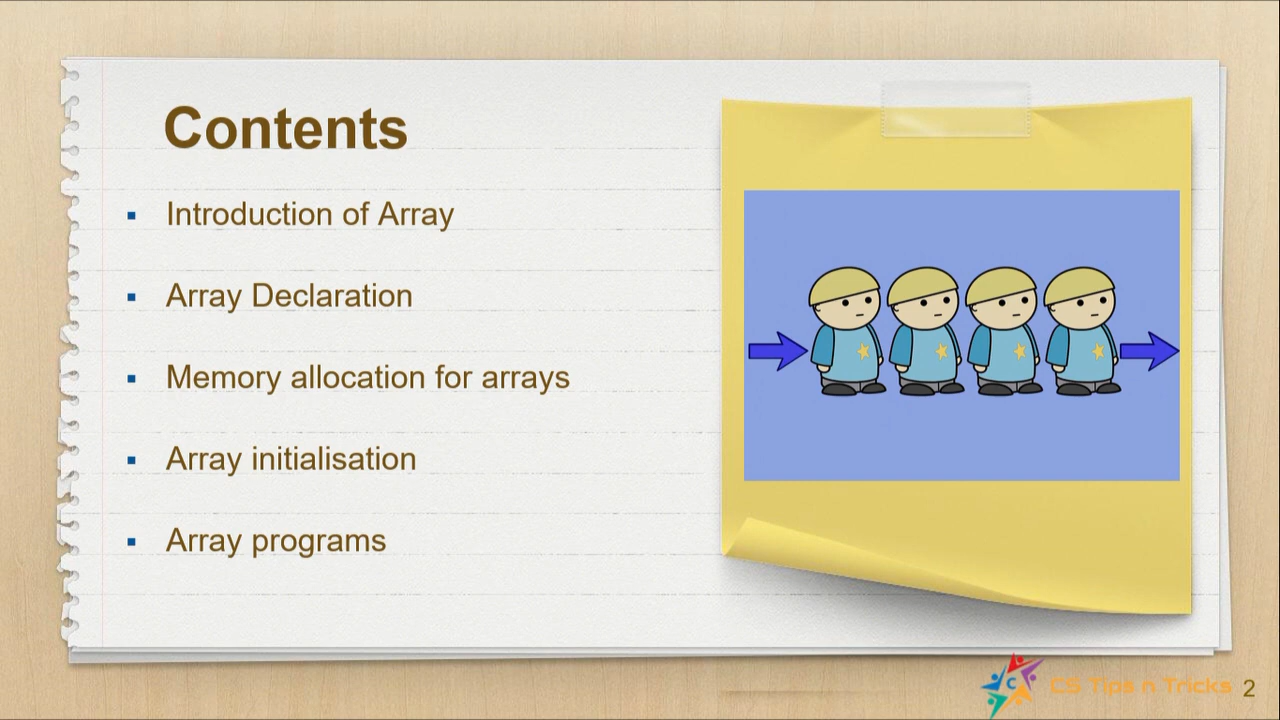 Contents
Introduction of Array
Array Declaration
Memory allocation for arrays
Array initialisation
Array programs
C
CS Tips n Tricks
2